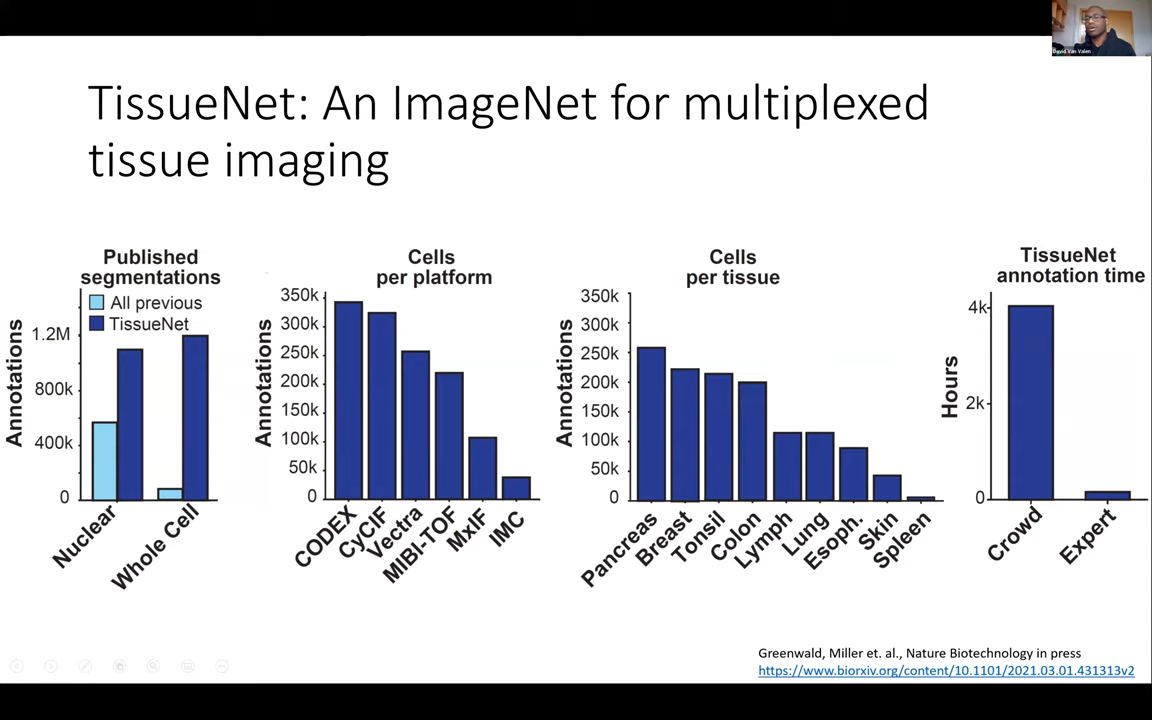 David Van Valen
TissueNet: An ImageNet for multiplexed
tissue imaging
Published
segmentations
All previous
TissueNet
Annotations
1.2M
800k
400k
0
Nuclear
Whole Cell
Cells
per platform
Annotations
350k
300k
250k
200k
150k
100k
50k
0
CODEX
CyCIF
Vectra
MIBI-TOF
MxIF
IMC
Cells
per tissue
Annotations
350k
300k
250k
200k
150k
100k
50k
0
Pancreas
Breast
Tonsil
Colon
Lymph
Lung
Esoph.
Skin
Spleen
TissueNet
annotation time
Hours
4k
2k
0
Crowd
Expert
Greenwald, Miller et. al., Nature Biotechnology in press
https://www.biorxiv.org/content/10.1101/2021.03.01.431313v2